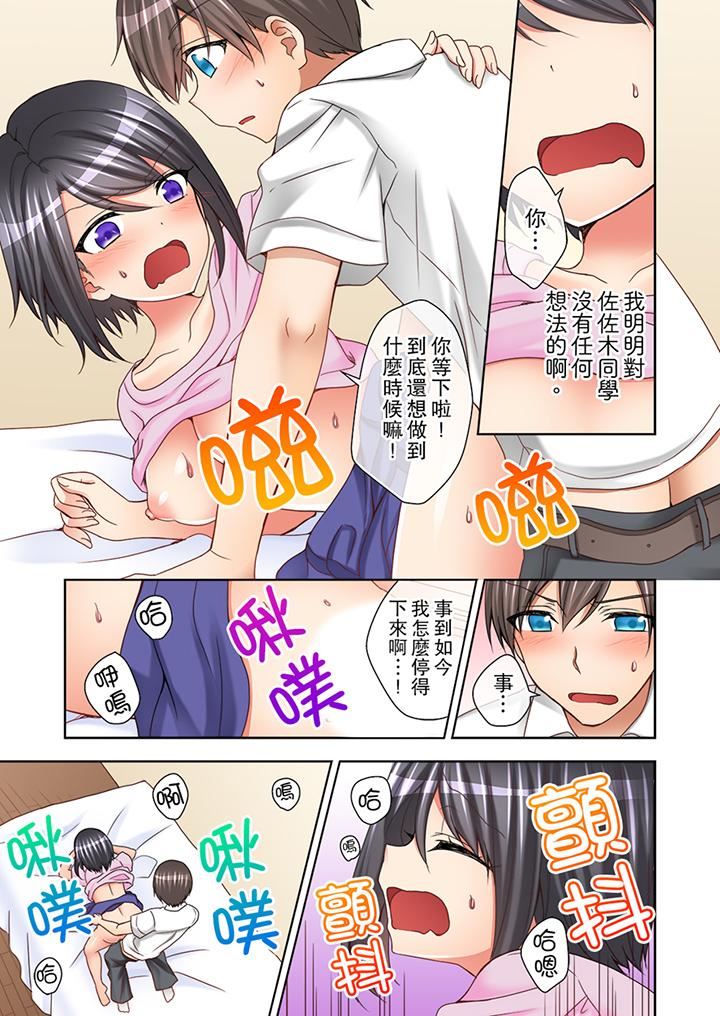 你…
我明明對
佐佐木同學
沒有任何
想法的啊。
你等下啦！
到底還想做到
什麼時候嘛！
嗞
嗞
事…
事到如今
我怎麼停得
下來啊…！
啾
噗
哈
咿嗚
哈
嗚
顫抖
顫抖
哈嗯
嗚
啊
啾
噗
啾
噗
哈